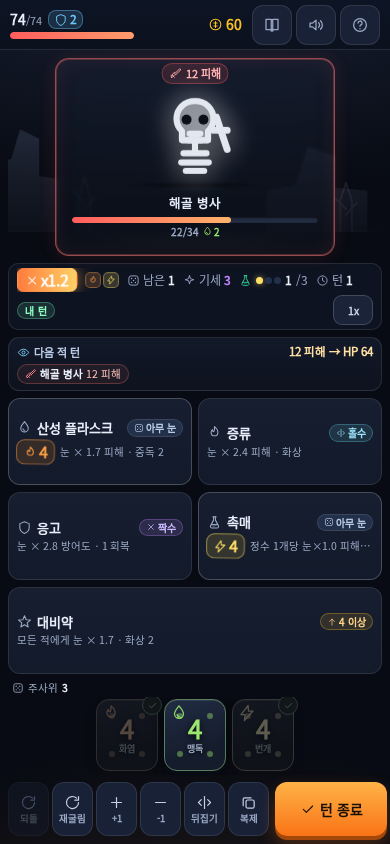 74/74 2
60
12 피해
해골 병사
22/34 2
×x1.2 남은 1 기세 3 1 /3 턴 1
내 턴 1x
다음 적 턴 12 피해 → HP 64
해골 병사 12 피해
산성 플라스크 아무 눈
4 눈 × 1.7 피해 · 중독 2
증류 홀수
눈 × 2.4 피해 · 화상
응고 짝수
눈 × 2.8 방어도 · 1 회복
촉매 아무 눈
4 정수 1개당 눈×1.0 피해…
대비약 4 이상
모든 적에게 눈 × 1.7 · 화상 2
주사위 3
4 4 4
화염 맹독 번개
되돌 재굴림 +1 -1 뒤집기 복제 턴 종료